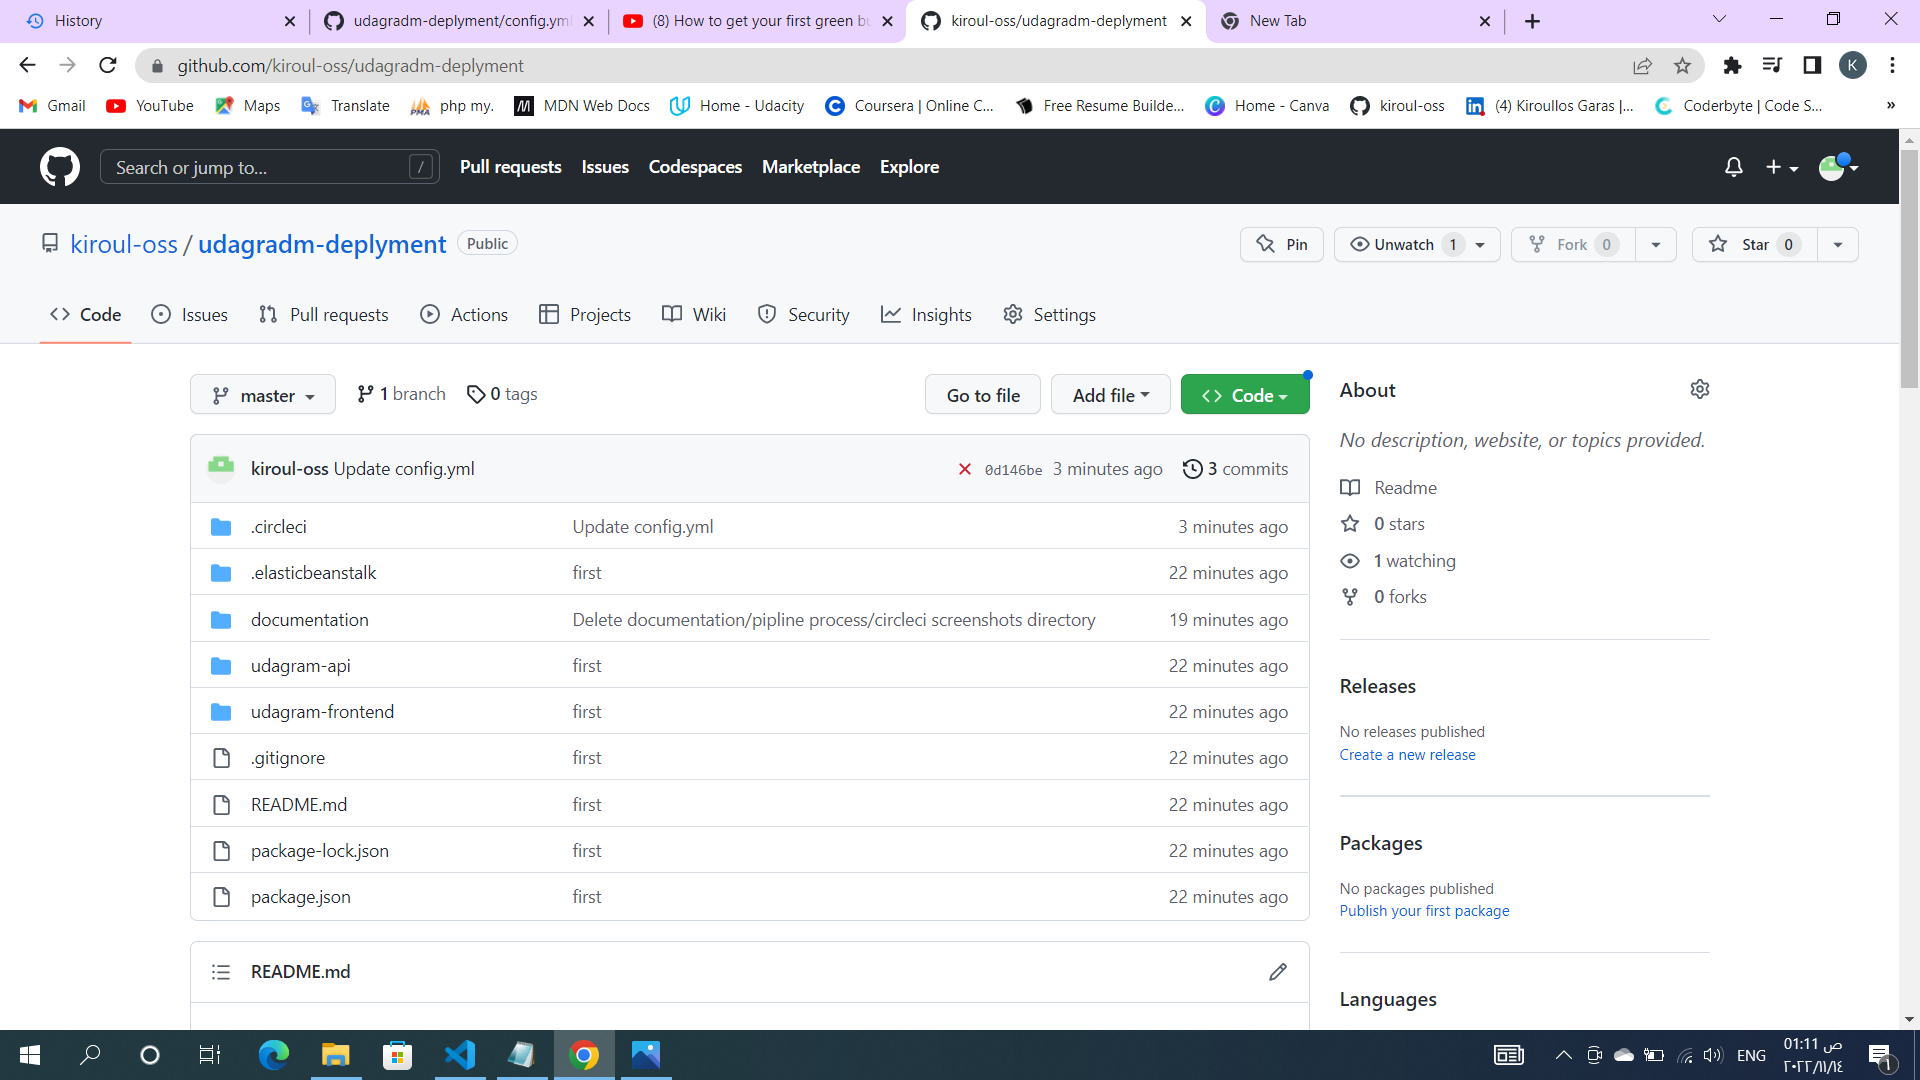 History
udagradm-deplyment/config.yml
(8) How to get your first green bu
kiroul-oss/udagradm-deplyment
New Tab
github.com/kiroul-oss/udagradm-deplyment
K
Gmail
YouTube
Maps
Translate
php my.
MDN Web Docs
Home - Udacity
Coursera | Online C...
Free Resume Builde...
Home - Canva
kiroul-oss
(4) Kiroullos Garas |...
Coderbyte | Code S...
»
Search or jump to...
/
Pull requests
Issues
Codespaces
Marketplace
Explore
kiroul-oss / udagradm-deplyment
Public
Pin
Unwatch 1
Fork 0
Star 0
Code
Issues
Pull requests
Actions
Projects
Wiki
Security
Insights
Settings
master
1 branch
0 tags
Go to file
Add file
Code
kiroul-oss Update config.yml
0d146be 3 minutes ago
3 commits
.circleci
Update config.yml
3 minutes ago
.elasticbeanstalk
first
22 minutes ago
documentation
Delete documentation/pipline process/circleci screenshots directory
19 minutes ago
udagram-api
first
22 minutes ago
udagram-frontend
first
22 minutes ago
.gitignore
first
22 minutes ago
README.md
first
22 minutes ago
package-lock.json
first
22 minutes ago
package.json
first
22 minutes ago
README.md
About
No description, website, or topics provided.
Readme
0 stars
1 watching
0 forks
Releases
No releases published
Create a new release
Packages
No packages published
Publish your first package
Languages
ENG
01:11 ص
٢٠٢٢/١١/١٤
١